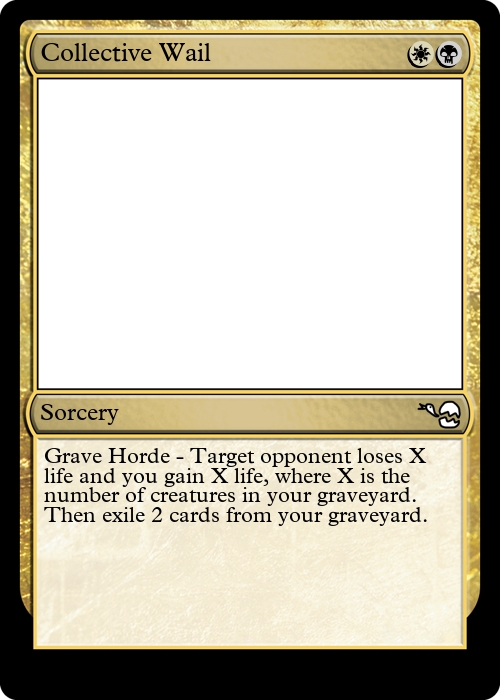 Collective Wail
Sorcery
Grave Horde - Target opponent loses X
life and you gain X life, where X is the
number of creatures in your graveyard.
Then exile 2 cards from your graveyard.